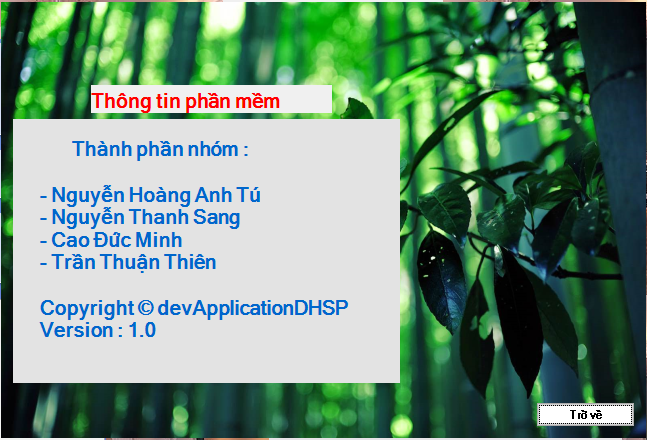 Thông tin phần mềm
Thành phần nhóm :
- Nguyễn Hoàng Anh Tú
- Nguyễn Thanh Sang
- Cao Đức Minh
- Trần Thuận Thiên
Copyright © devApplicationDHSP
Version : 1.0
Trỡ về